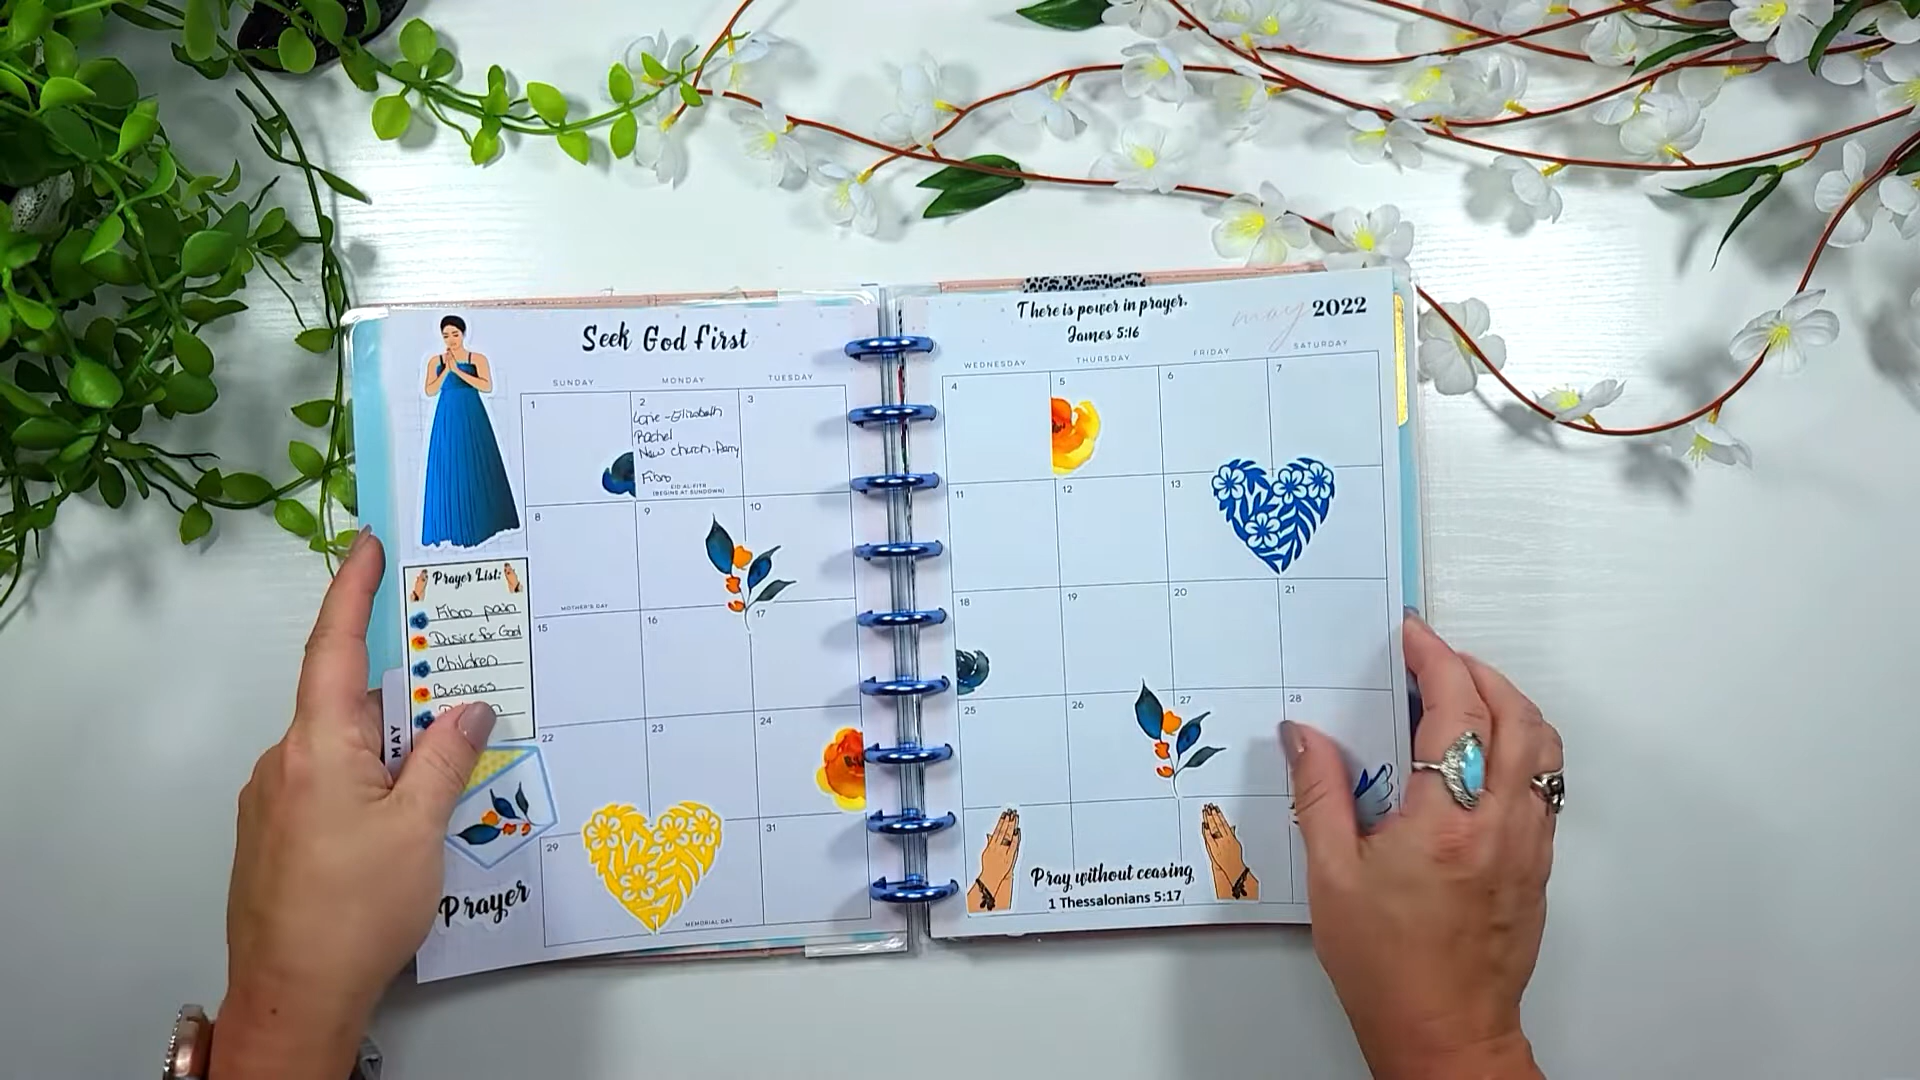 Seek God First
SUNDAY MONDAY TUESDAY
1 2 3
Lorie - Elizabeth
Rachel
New church - Parry
Fibro
EID AL-FITR
(BEGINS AT SUNDOWN)
8 9 10
MOTHER'S DAY
15 16 17
22 23 24
29 31
MEMORIAL DAY
Prayer List:
Fibro pain
Disire for God
Children
Business
MAY
Prayer
There is power in prayer.
James 5:16
may 2022
WEDNESDAY THURSDAY FRIDAY SATURDAY
4 5 6 7
11 12 13
18 19 20 21
25 26 27 28
Pray without ceasing
1 Thessalonians 5:17